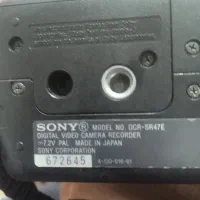 SONY® MODEL NO. DCR-SR47E
DIGITAL VIDEO CAMERA RECORDER
⎓7.2V PAL MADE IN JAPAN
SONY CORPORATION
672645